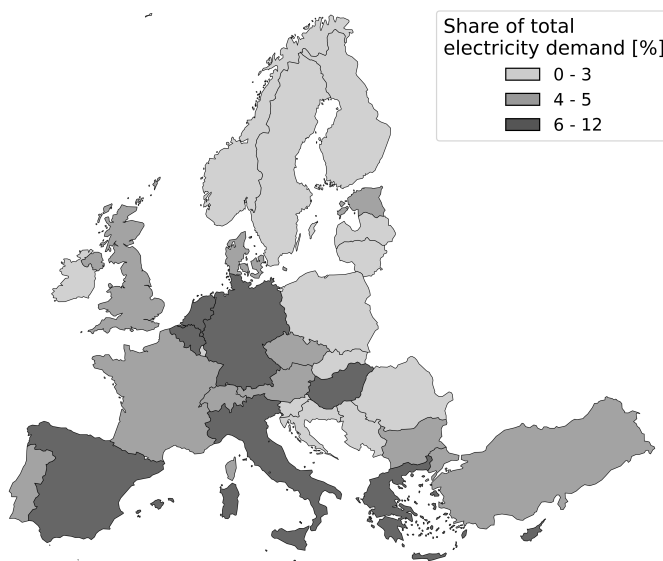 Share of total
electricity demand [%]
0 - 3
4 - 5
6 - 12